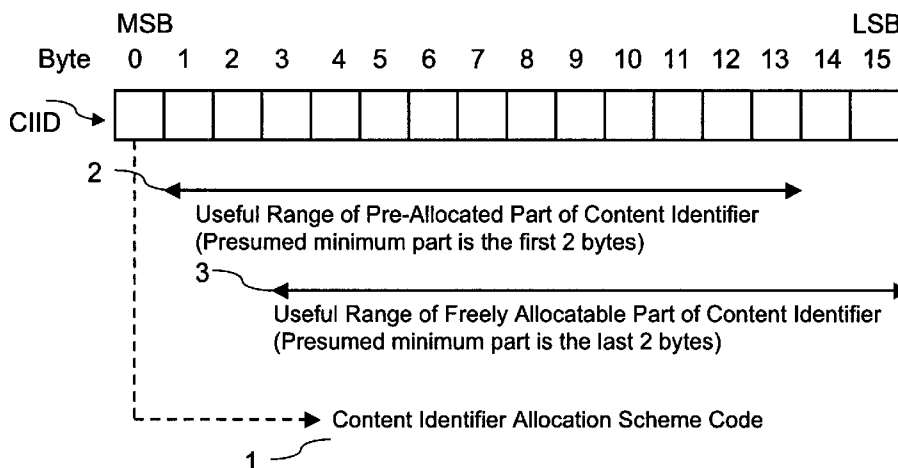 MSB LSB
Byte 0 1 2 3 4 5 6 7 8 9 10 11 12 13 14 15
CIID
2
Useful Range of Pre-Allocated Part of Content Identifier
(Presumed minimum part is the first 2 bytes)
3
Useful Range of Freely Allocatable Part of Content Identifier
(Presumed minimum part is the last 2 bytes)
Content Identifier Allocation Scheme Code
1